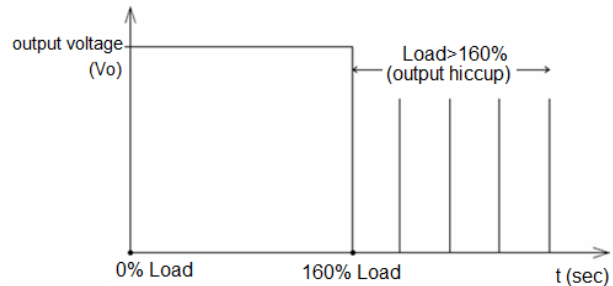 output voltage
(Vo)
Load>160%
(output hiccup)
0% Load
160% Load
t (sec)